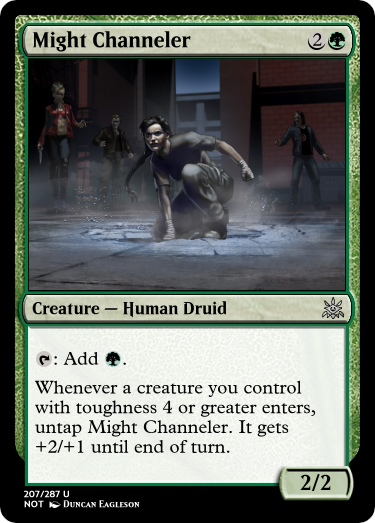 Might Channeler 2
: Add .
Creature — Human Druid
Whenever a creature you control
with toughness 4 or greater enters,
untap Might Channeler. It gets
+2/+1 until end of turn.
2/2
207/287 U
NOT Duncan Eagleson